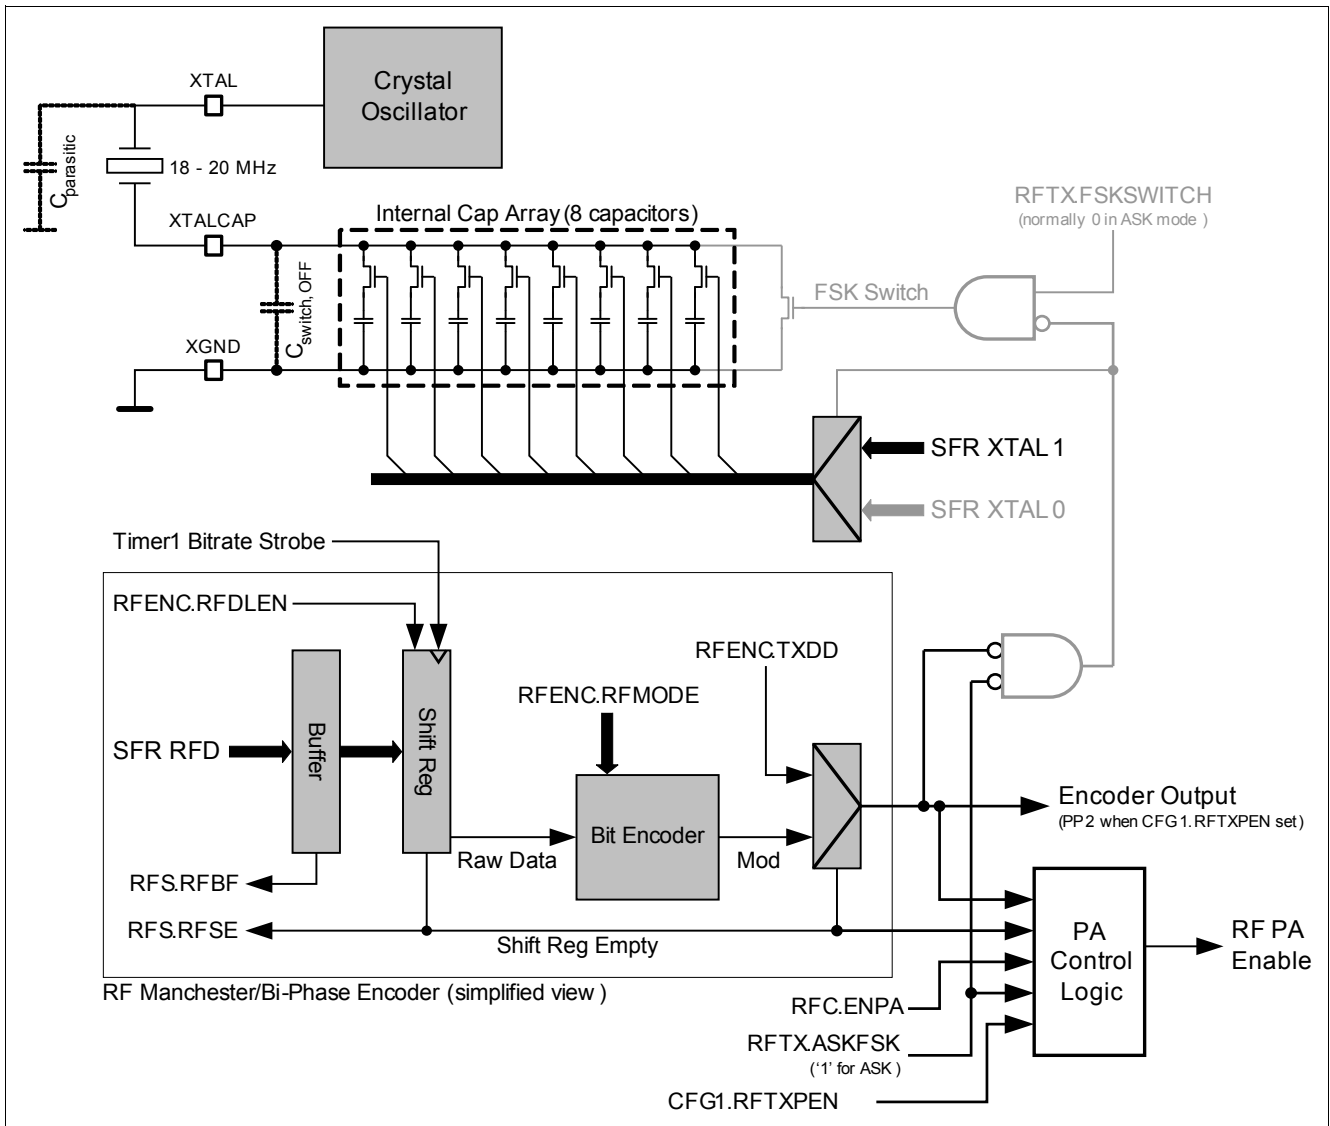 XTAL
Crystal
Oscillator
Cparasitic
18 - 20 MHz
XTALCAP
Internal Cap Array (8 capacitors)
RFTX.FSKSWITCH
(normally 0 in ASK mode )
Cswitch, OFF
FSK Switch
XGND
SFR XTAL 1
SFR XTAL 0
Timer1 Bitrate Strobe
RFENC.RFDLEN
RFENC.TXDD
RFENC.RFMODE
SFR RFD
Buffer
Shift Reg
Bit Encoder
Raw Data
Mod
Encoder Output
(PP2 when CFG1.RFTXPEN set)
RFS.RFBF
RFS.RFSE
Shift Reg Empty
PA
Control
Logic
RF PA
Enable
RF Manchester/Bi-Phase Encoder (simplified view )
RFC.ENPA
RFTX.ASKFSK
('1' for ASK )
CFG1.RFTXPEN